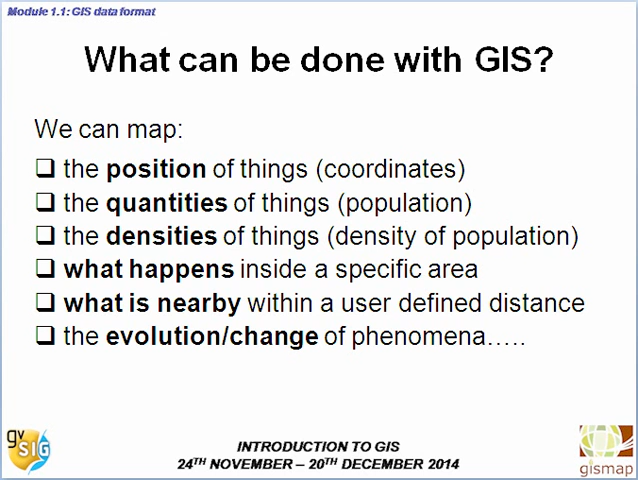 Module 1.1: GIS data format
What can be done with GIS?
We can map:
❑ the position of things (coordinates)
❑ the quantities of things (population)
❑ the densities of things (density of population)
❑ what happens inside a specific area
❑ what is nearby within a user defined distance
❑ the evolution/change of phenomena…..
gvSIG
INTRODUCTION TO GIS
24TH NOVEMBER – 20TH DECEMBER 2014
gismap